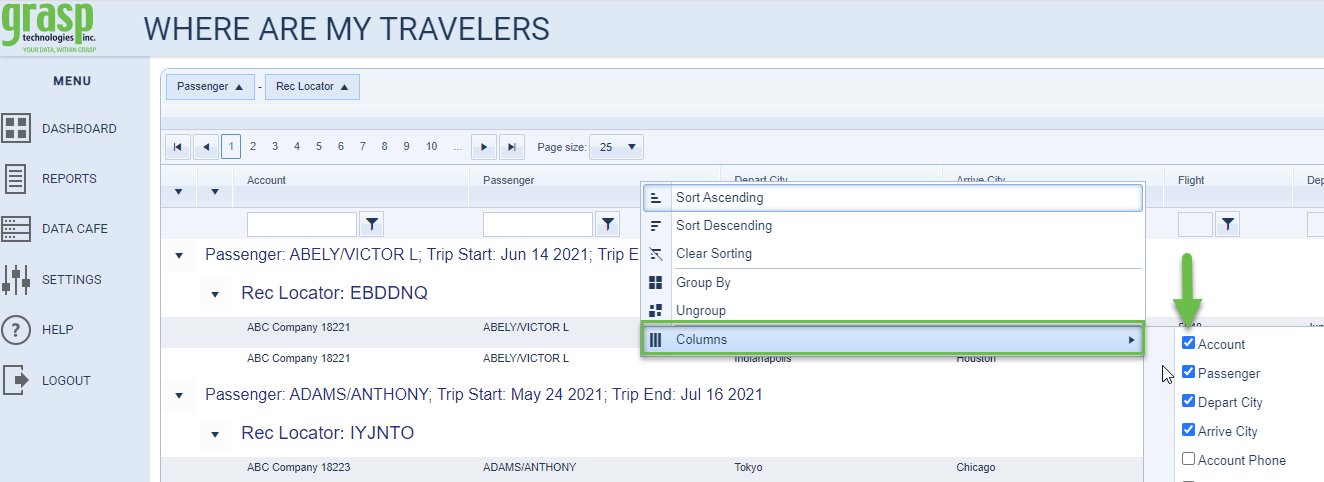 grasp
technologies inc.
YOUR DATA, WITHIN GRASP
WHERE ARE MY TRAVELERS
MENU
DASHBOARD
REPORTS
DATA CAFE
SETTINGS
HELP
LOGOUT
Passenger - Rec Locator
1 2 3 4 5 6 7 8 9 10 ... Page size: 25
Account Passenger Depart City Arrive City Flight
Sort Ascending
Sort Descending
Clear Sorting
Group By
Ungroup
Columns
Account
Passenger
Depart City
Arrive City
Account Phone
Passenger: ABELY/VICTOR L; Trip Start: Jun 14 2021; Trip E
Rec Locator: EBDDNQ
ABC Company 18221 ABELY/VICTOR L
ABC Company 18221 ABELY/VICTOR L Indianapolis Houston
Passenger: ADAMS/ANTHONY; Trip Start: May 24 2021; Trip End: Jul 16 2021
Rec Locator: IYJNTO
ABC Company 18223 ADAMS/ANTHONY Tokyo Chicago